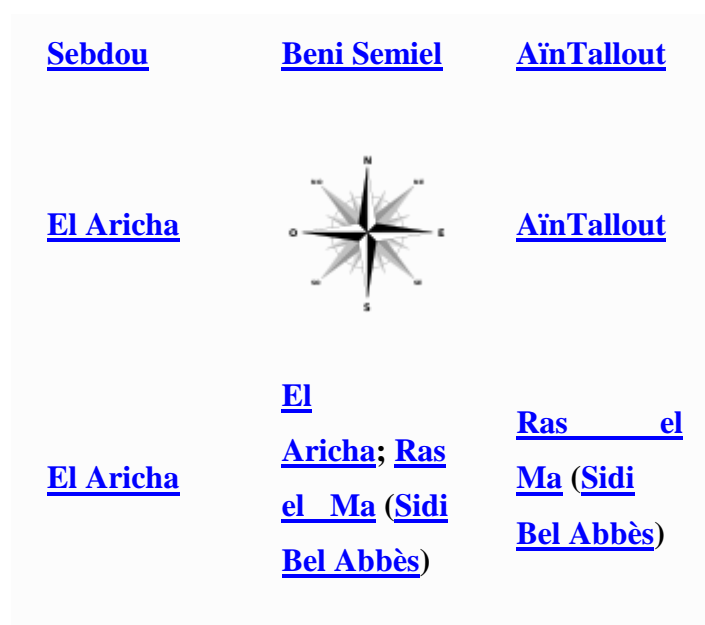 Sebdou Beni Semiel AïnTallout
N
El Aricha O E AïnTallout
S
El
Aricha; Ras
el Ma (Sidi
Bel Abbès)
El Aricha
Ras el
Ma (Sidi
Bel Abbès)